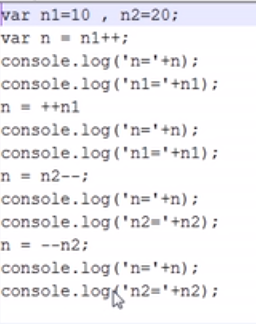 var n1=10 , n2=20;
var n = n1++;
console.log('n='+n);
console.log('n1='+n1);
n = ++n1
console.log('n='+n);
console.log('n1='+n1);
n = n2--;
console.log('n='+n);
console.log('n2='+n2);
n = --n2;
console.log('n='+n);
console.log('n2='+n2);